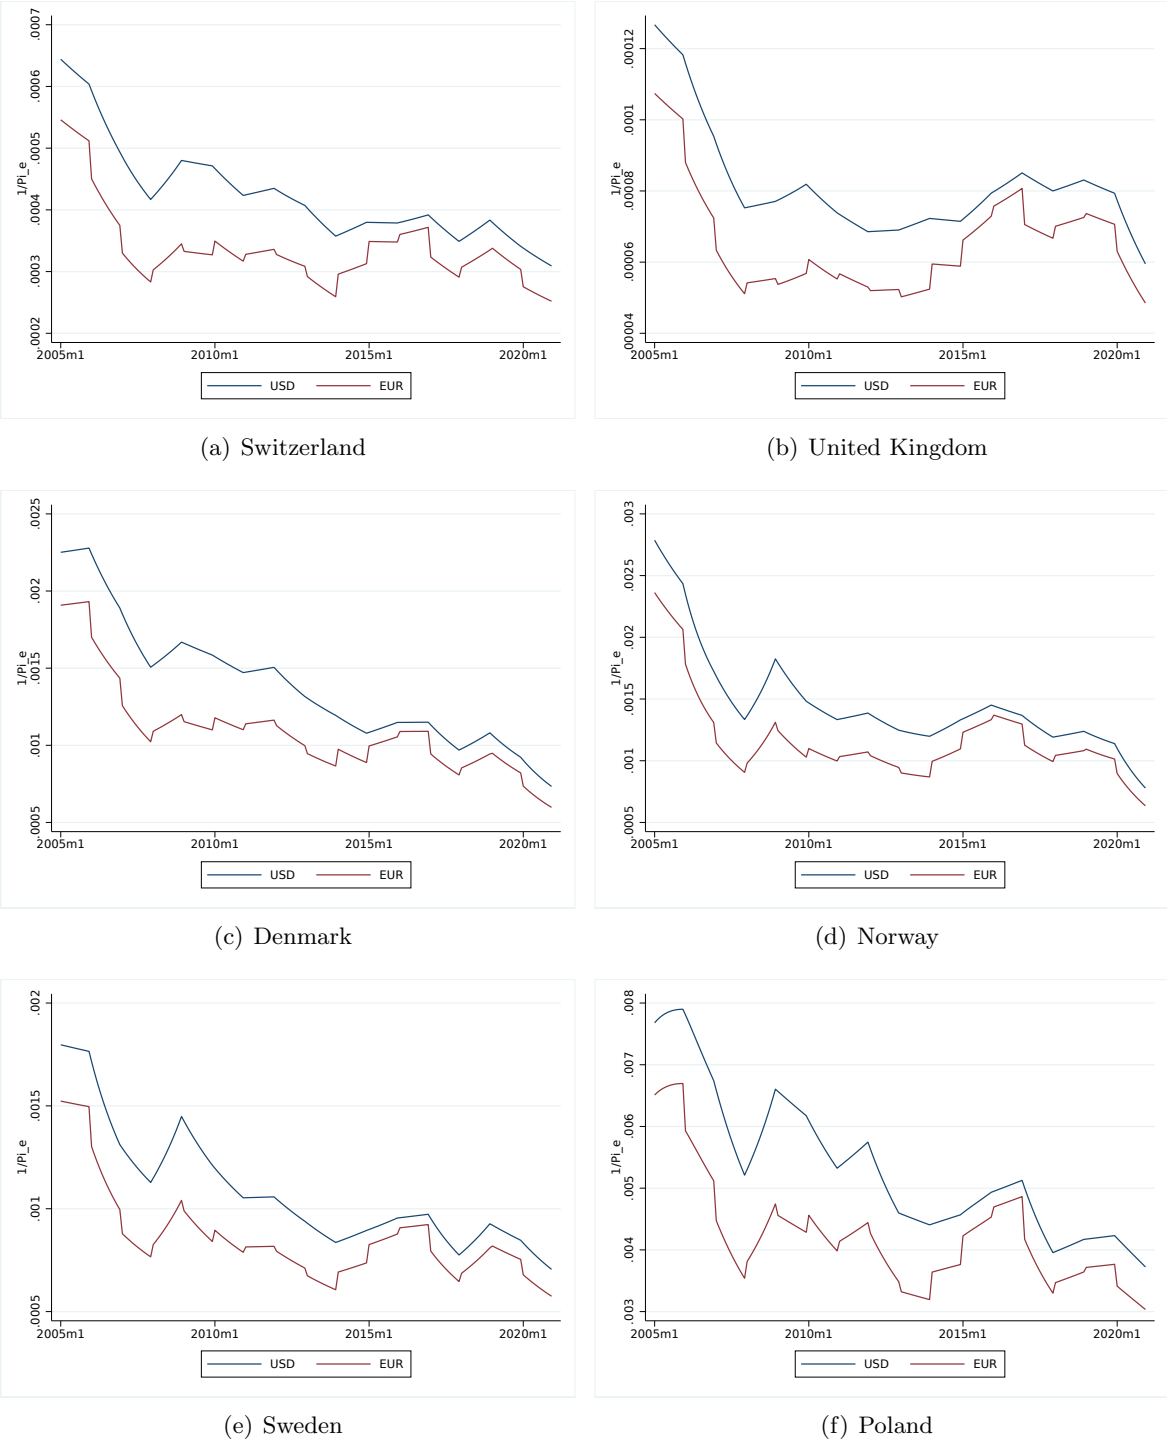 .0007
.0006
.0005
.0004
.0003
.0002
1/Pi_e
2005m1 2010m1 2015m1 2020m1
USD EUR
(a) Switzerland
.00012
.0001
.00008
.00006
.00004
1/Pi_e
2005m1 2010m1 2015m1 2020m1
USD EUR
(b) United Kingdom
.0025
.002
.0015
.001
.0005
1/Pi_e
2005m1 2010m1 2015m1 2020m1
USD EUR
(c) Denmark
.003
.0025
.002
.0015
.001
.0005
1/Pi_e
2005m1 2010m1 2015m1 2020m1
USD EUR
(d) Norway
.002
.0015
.001
.0005
1/Pi_e
2005m1 2010m1 2015m1 2020m1
USD EUR
(e) Sweden
.008
.007
.006
.005
.004
.003
1/Pi_e
2005m1 2010m1 2015m1 2020m1
USD EUR
(f) Poland